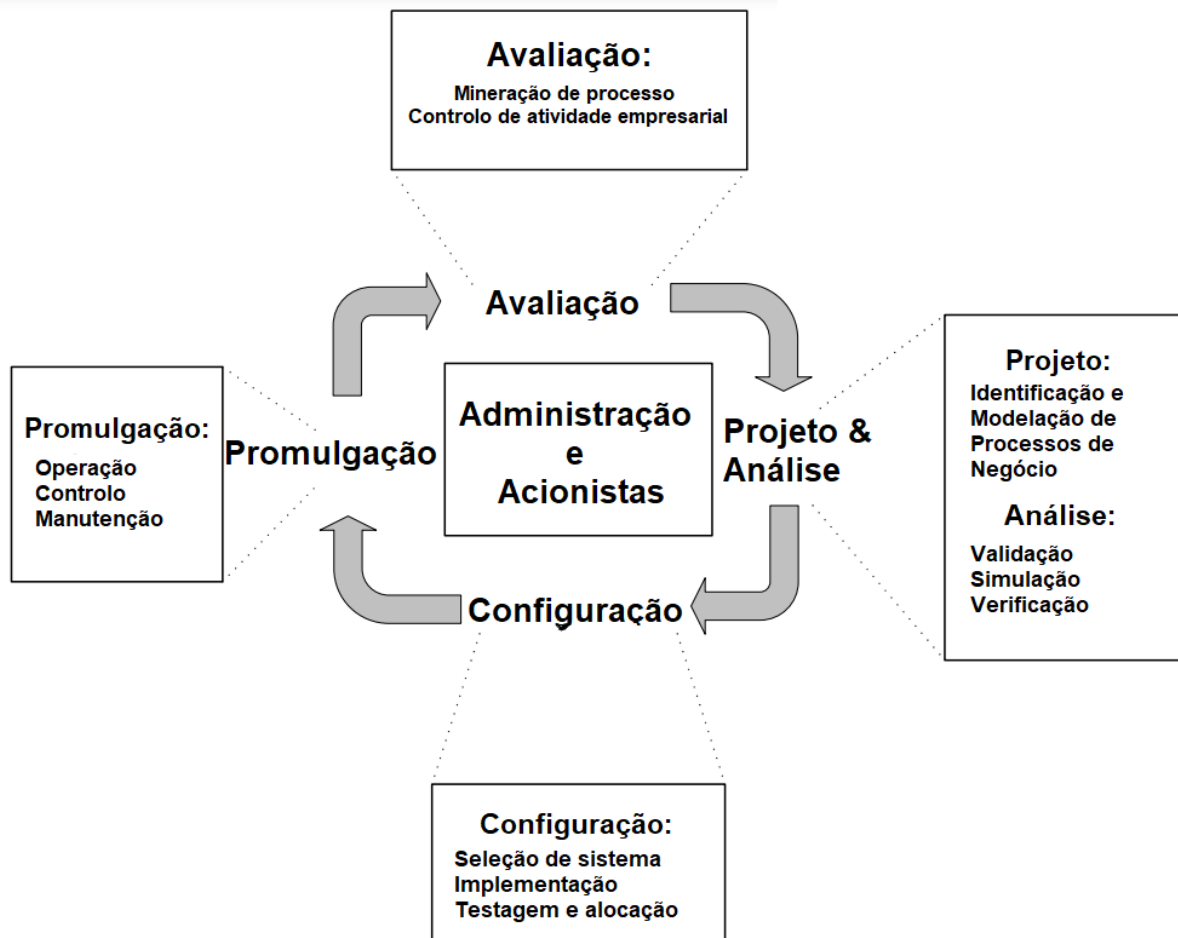 Avaliação:
Mineração de processo
Controlo de atividade empresarial
Avaliação
Promulgação:
Operação
Controlo
Manutenção
Promulgação
Administração
e
Acionistas
Projeto &
Análise
Projeto:
Identificação e
Modelação de
Processos de
Negócio
Análise:
Validação
Simulação
Verificação
Configuração
Configuração:
Seleção de sistema
Implementação
Testagem e alocação